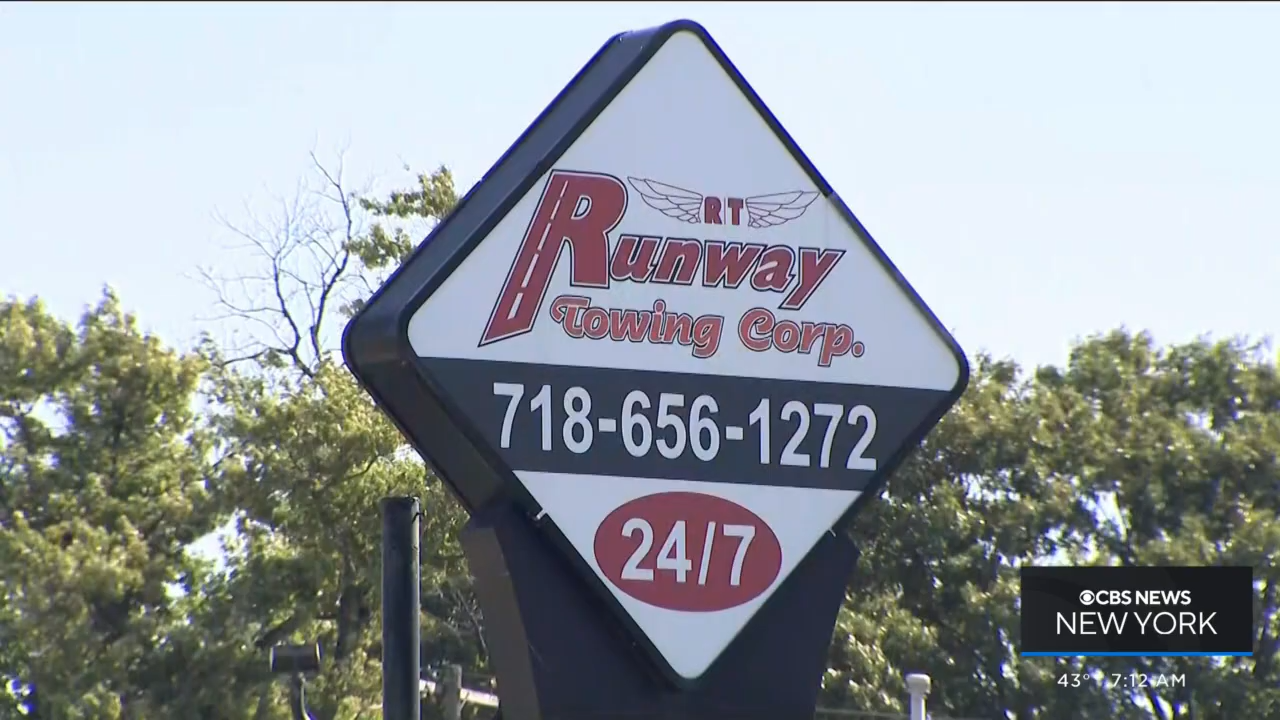 RT
Runway
Towing Corp.
718-656-1272
24/7
CBS NEWS
NEW YORK
43° 7:12 AM